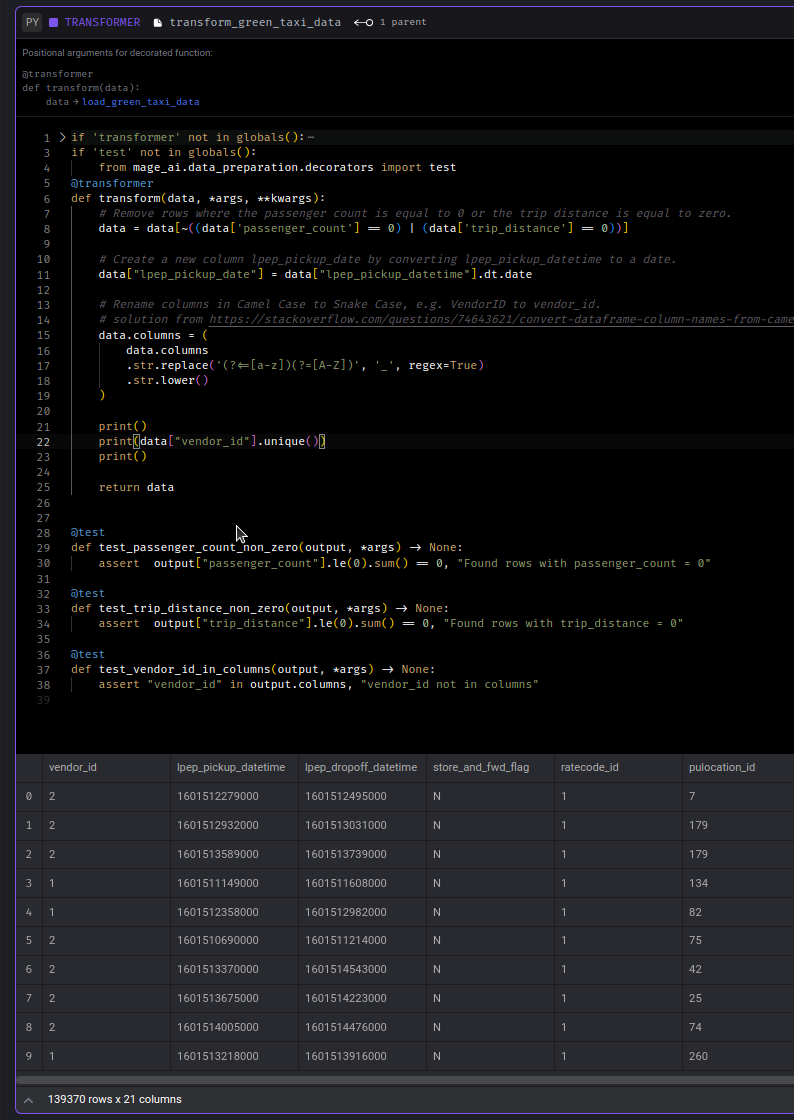 PY TRANSFORMER transform_green_taxi_data 1 parent
Positional arguments for decorated function:
@transformer
def transform(data):
    data → load_green_taxi_data
1 > if 'transformer' not in globals(): ⋯
3 if 'test' not in globals():
4     from mage_ai.data_preparation.decorators import test
5 @transformer
6 def transform(data, *args, **kwargs):
7     # Remove rows where the passenger count is equal to 0 or the trip distance is equal to zero.
8     data = data[~((data['passenger_count'] == 0) | (data['trip_distance'] == 0))]
9
10     # Create a new column lpep_pickup_date by converting lpep_pickup_datetime to a date.
11     data["lpep_pickup_date"] = data["lpep_pickup_datetime"].dt.date
12
13     # Rename columns in Camel Case to Snake Case, e.g. VendorID to vendor_id.
14     # solution from https://stackoverflow.com/questions/74643621/convert-dataframe-column-names-from-came
15     data.columns = (
16         data.columns
17         .str.replace('(?<=[a-z])(?=[A-Z])', '_', regex=True)
18         .str.lower()
19     )
20
21     print()
22     print(data["vendor_id"].unique())
23     print()
24
25     return data
26
27
28 @test
29 def test_passenger_count_non_zero(output, *args) -> None:
30     assert  output["passenger_count"].le(0).sum() == 0, "Found rows with passenger_count = 0"
31
32 @test
33 def test_trip_distance_non_zero(output, *args) -> None:
34     assert  output["trip_distance"].le(0).sum() == 0, "Found rows with trip_distance = 0"
35
36 @test
37 def test_vendor_id_in_columns(output, *args) -> None:
38     assert "vendor_id" in output.columns, "vendor_id not in columns"
39
vendor_id lpep_pickup_datetime lpep_dropoff_datetime store_and_fwd_flag ratecode_id pulocation_id
0 2 1601512279000 1601512495000 N 1 7
1 2 1601512932000 1601513031000 N 1 179
2 2 1601513589000 1601513739000 N 1 179
3 1 1601511149000 1601511608000 N 1 134
4 1 1601512358000 1601512982000 N 1 82
5 2 1601510690000 1601511214000 N 1 75
6 2 1601513370000 1601514543000 N 1 42
7 2 1601513675000 1601514223000 N 1 25
8 2 1601514005000 1601514476000 N 1 74
9 1 1601513218000 1601513916000 N 1 260
139370 rows x 21 columns